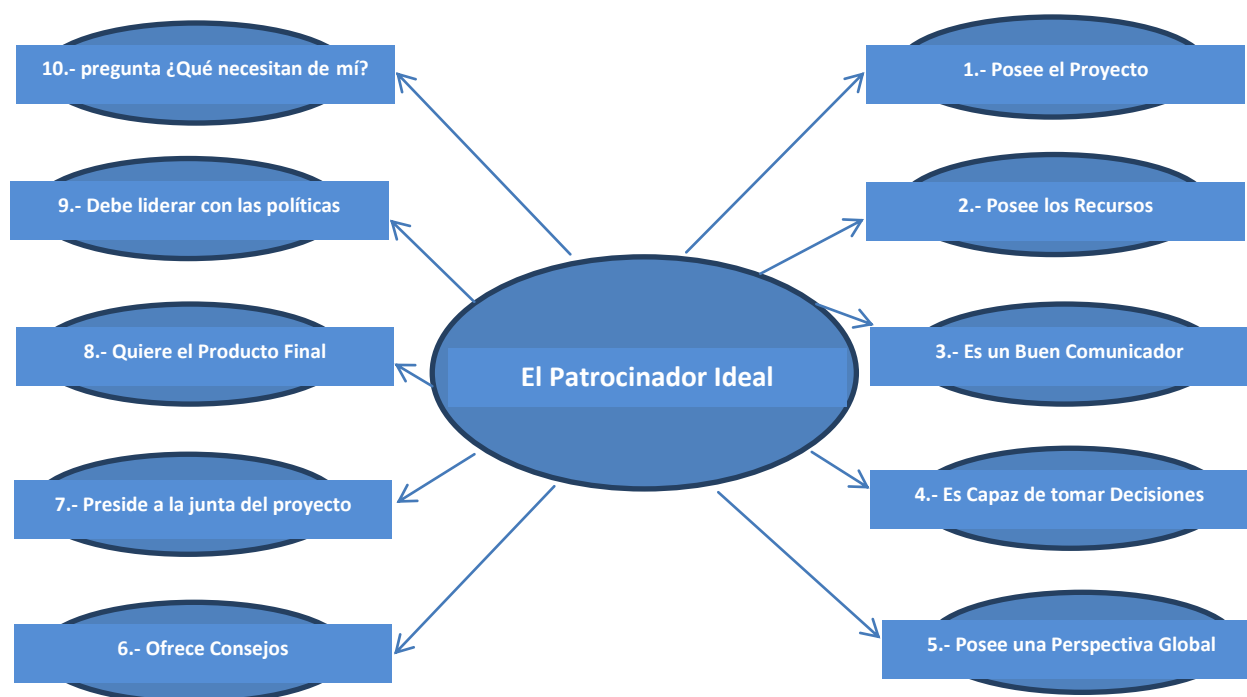 10.- pregunta ¿Qué necesitan de mí?
1.- Posee el Proyecto
9.- Debe liderar con las políticas
2.- Posee los Recursos
8.- Quiere el Producto Final
3.- Es un Buen Comunicador
El Patrocinador Ideal
7.- Preside a la junta del proyecto
4.- Es Capaz de tomar Decisiones
6.- Ofrece Consejos
5.- Posee una Perspectiva Global